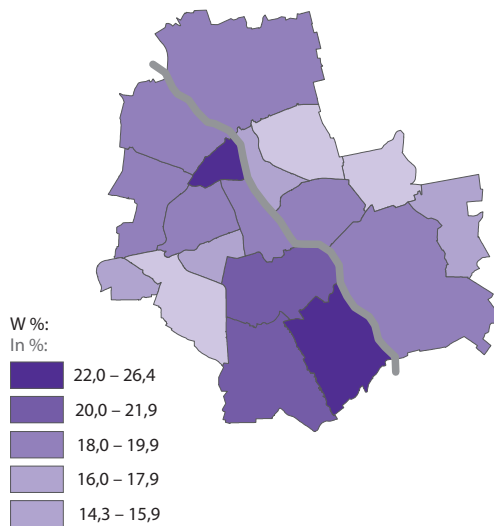 W %:
In %:
22,0 – 26,4
20,0 – 21,9
18,0 – 19,9
16,0 – 17,9
14,3 – 15,9